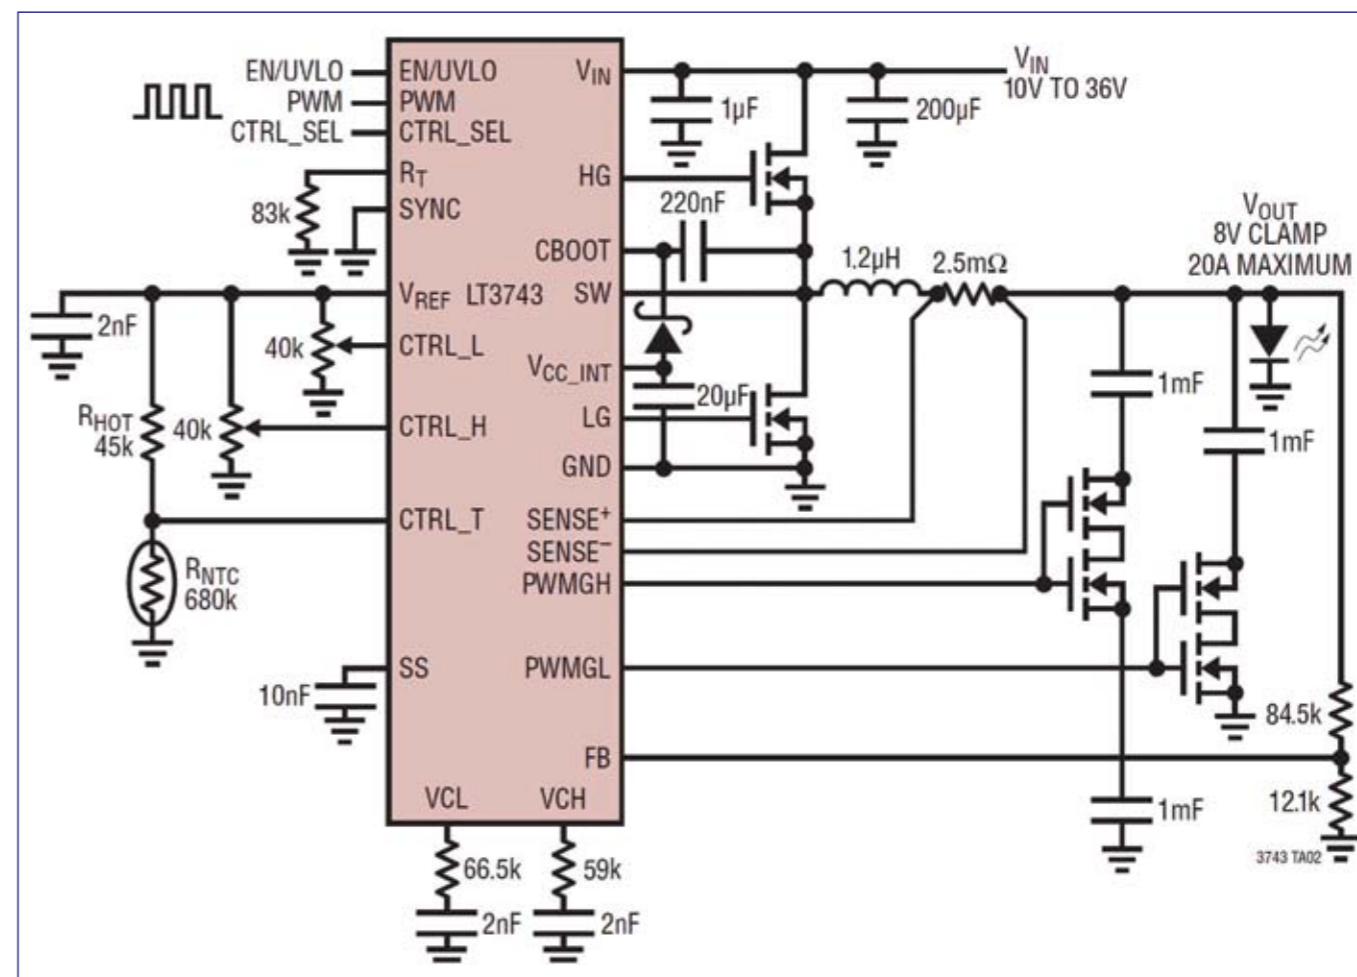 EN/UVLO
PWM
CTRL_SEL
EN/UVLO
PWM
CTRL_SEL
RT
SYNC
83k
VREF LT3743
2nF
40k
CTRL_L
RHOT
45k
40k
CTRL_H
CTRL_T
RNTC
680k
SS
10nF
VCL
VCH
66.5k
59k
2nF
2nF
VIN
HG
CBOOT
SW
VCC_INT
LG
GND
SENSE+
SENSE−
PWMGH
PWMGL
FB
1µF
200µF
VIN
10V TO 36V
220nF
1.2µH
2.5mΩ
20µF
VOUT
8V CLAMP
20A MAXIMUM
1mF
1mF
1mF
84.5k
12.1k
3743 TA02